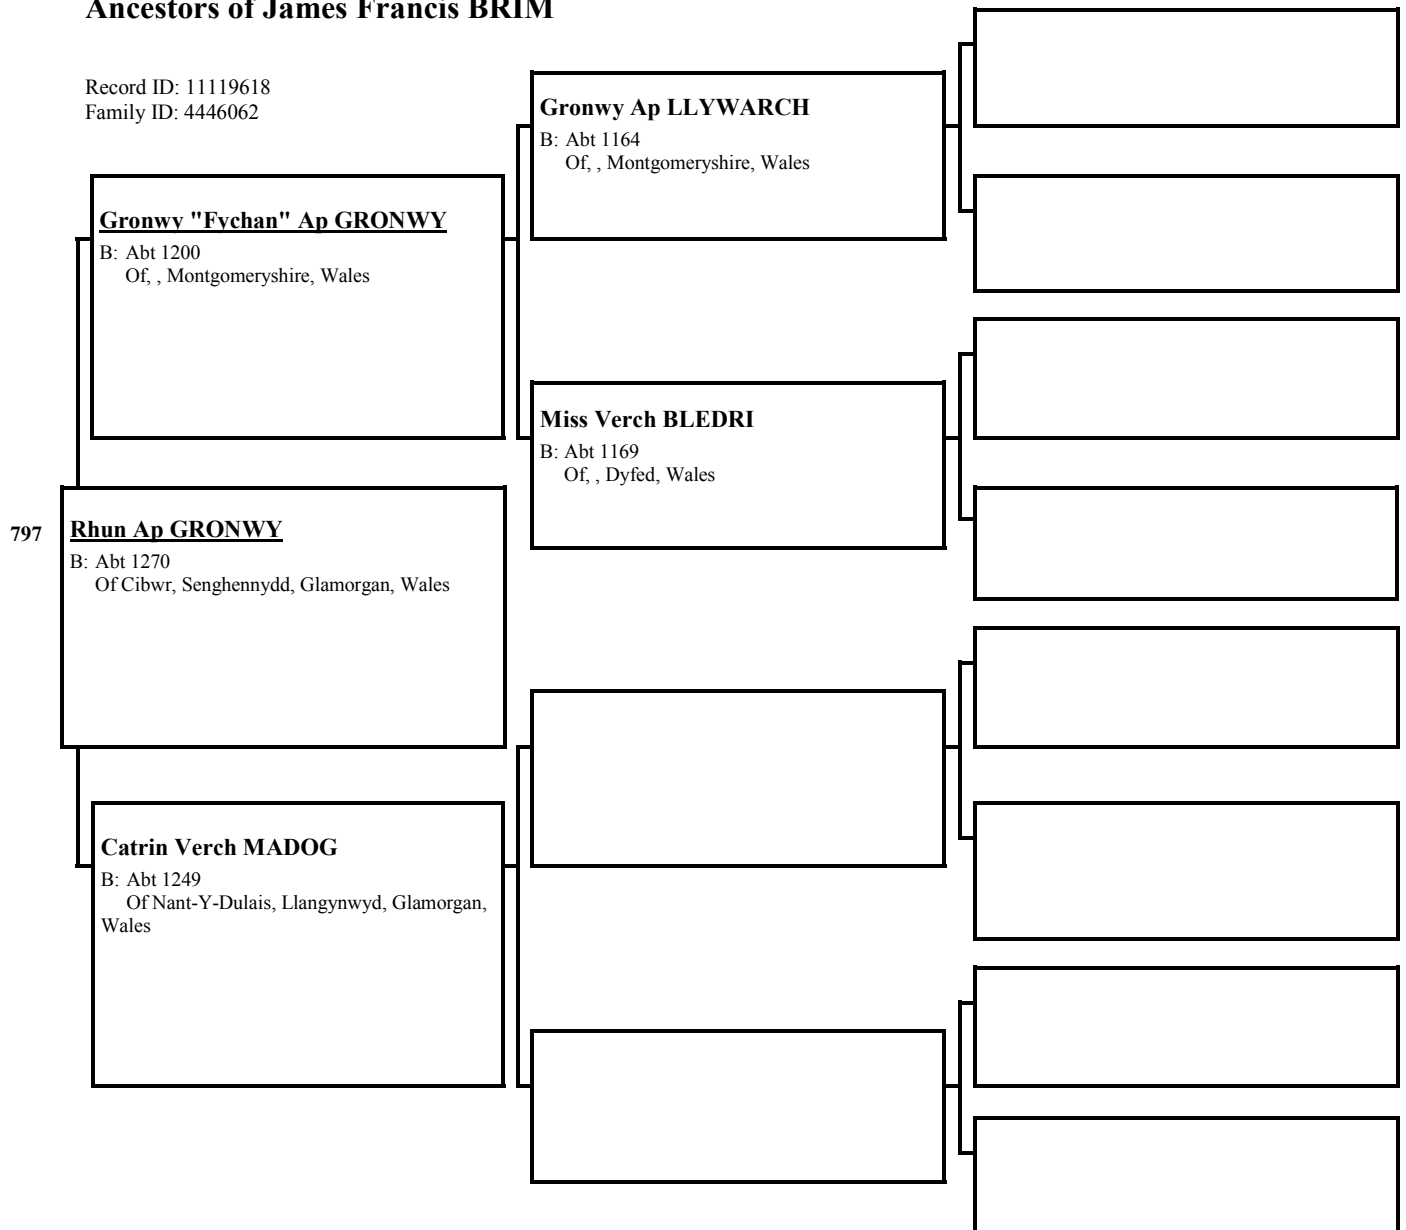 Ancestors of James Francis BRIM
Record ID: 11119618
Family ID: 4446062
Gronwy Ap LLYWARCH
B: Abt 1164
Of, , Montgomeryshire, Wales
Gronwy "Fychan" Ap GRONWY
B: Abt 1200
Of, , Montgomeryshire, Wales
Miss Verch BLEDRI
B: Abt 1169
Of, , Dyfed, Wales
797
Rhun Ap GRONWY
B: Abt 1270
Of Cibwr, Senghennydd, Glamorgan, Wales
Catrin Verch MADOG
B: Abt 1249
Of Nant-Y-Dulais, Llangynwyd, Glamorgan,
Wales